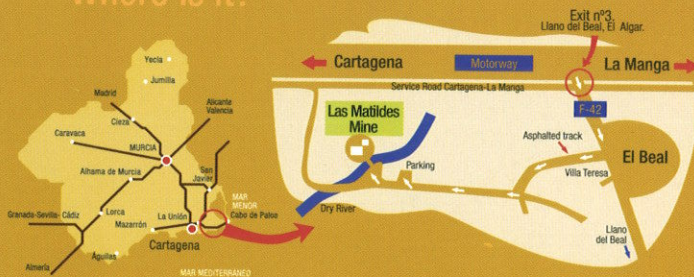 Where is it?
Exit nº3.
Llano del Beal, El Algar.
Cartagena
Motorway
La Manga
Service Road Cartagena-La Manga
F-42
Las Matildes
Mine
Asphalted track
El Beal
Parking
Villa Teresa
Dry River
Llano
del Beal
Yecla
Jumilla
Madrid
Alicante
Valencia
Cieza
Caravaca
MURCIA
Alhama de Murcia
San
Javier
MAR
MENOR
Lorca
La Unión
Cabo de Palos
Granada-Sevilla- Cádiz
Mazarrón
Cartagena
Águilas
Almería
MAR MEDITERRÁNEO